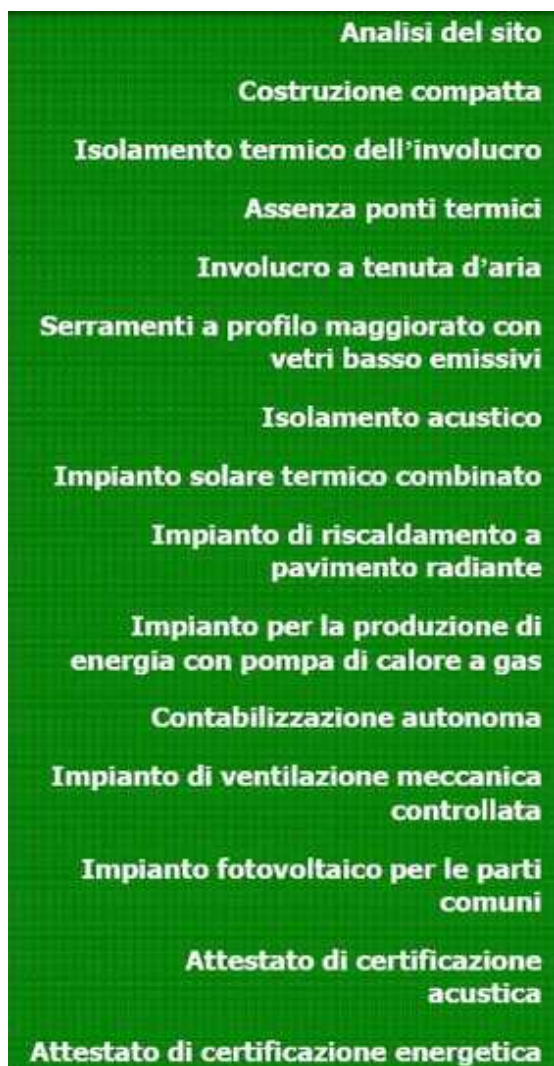 Analisi del sito
Costruzione compatta
Isolamento termico dell’involucro
Assenza ponti termici
Involucro a tenuta d’aria
Serramenti a profilo maggiorato con
vetri basso emissivi
Isolamento acustico
Impianto solare termico combinato
Impianto di riscaldamento a
pavimento radiante
Impianto per la produzione di
energia con pompa di calore a gas
Contabilizzazione autonoma
Impianto di ventilazione meccanica
controllata
Impianto fotovoltaico per le parti
comuni
Attestato di certificazione
acustica
Attestato di certificazione energetica